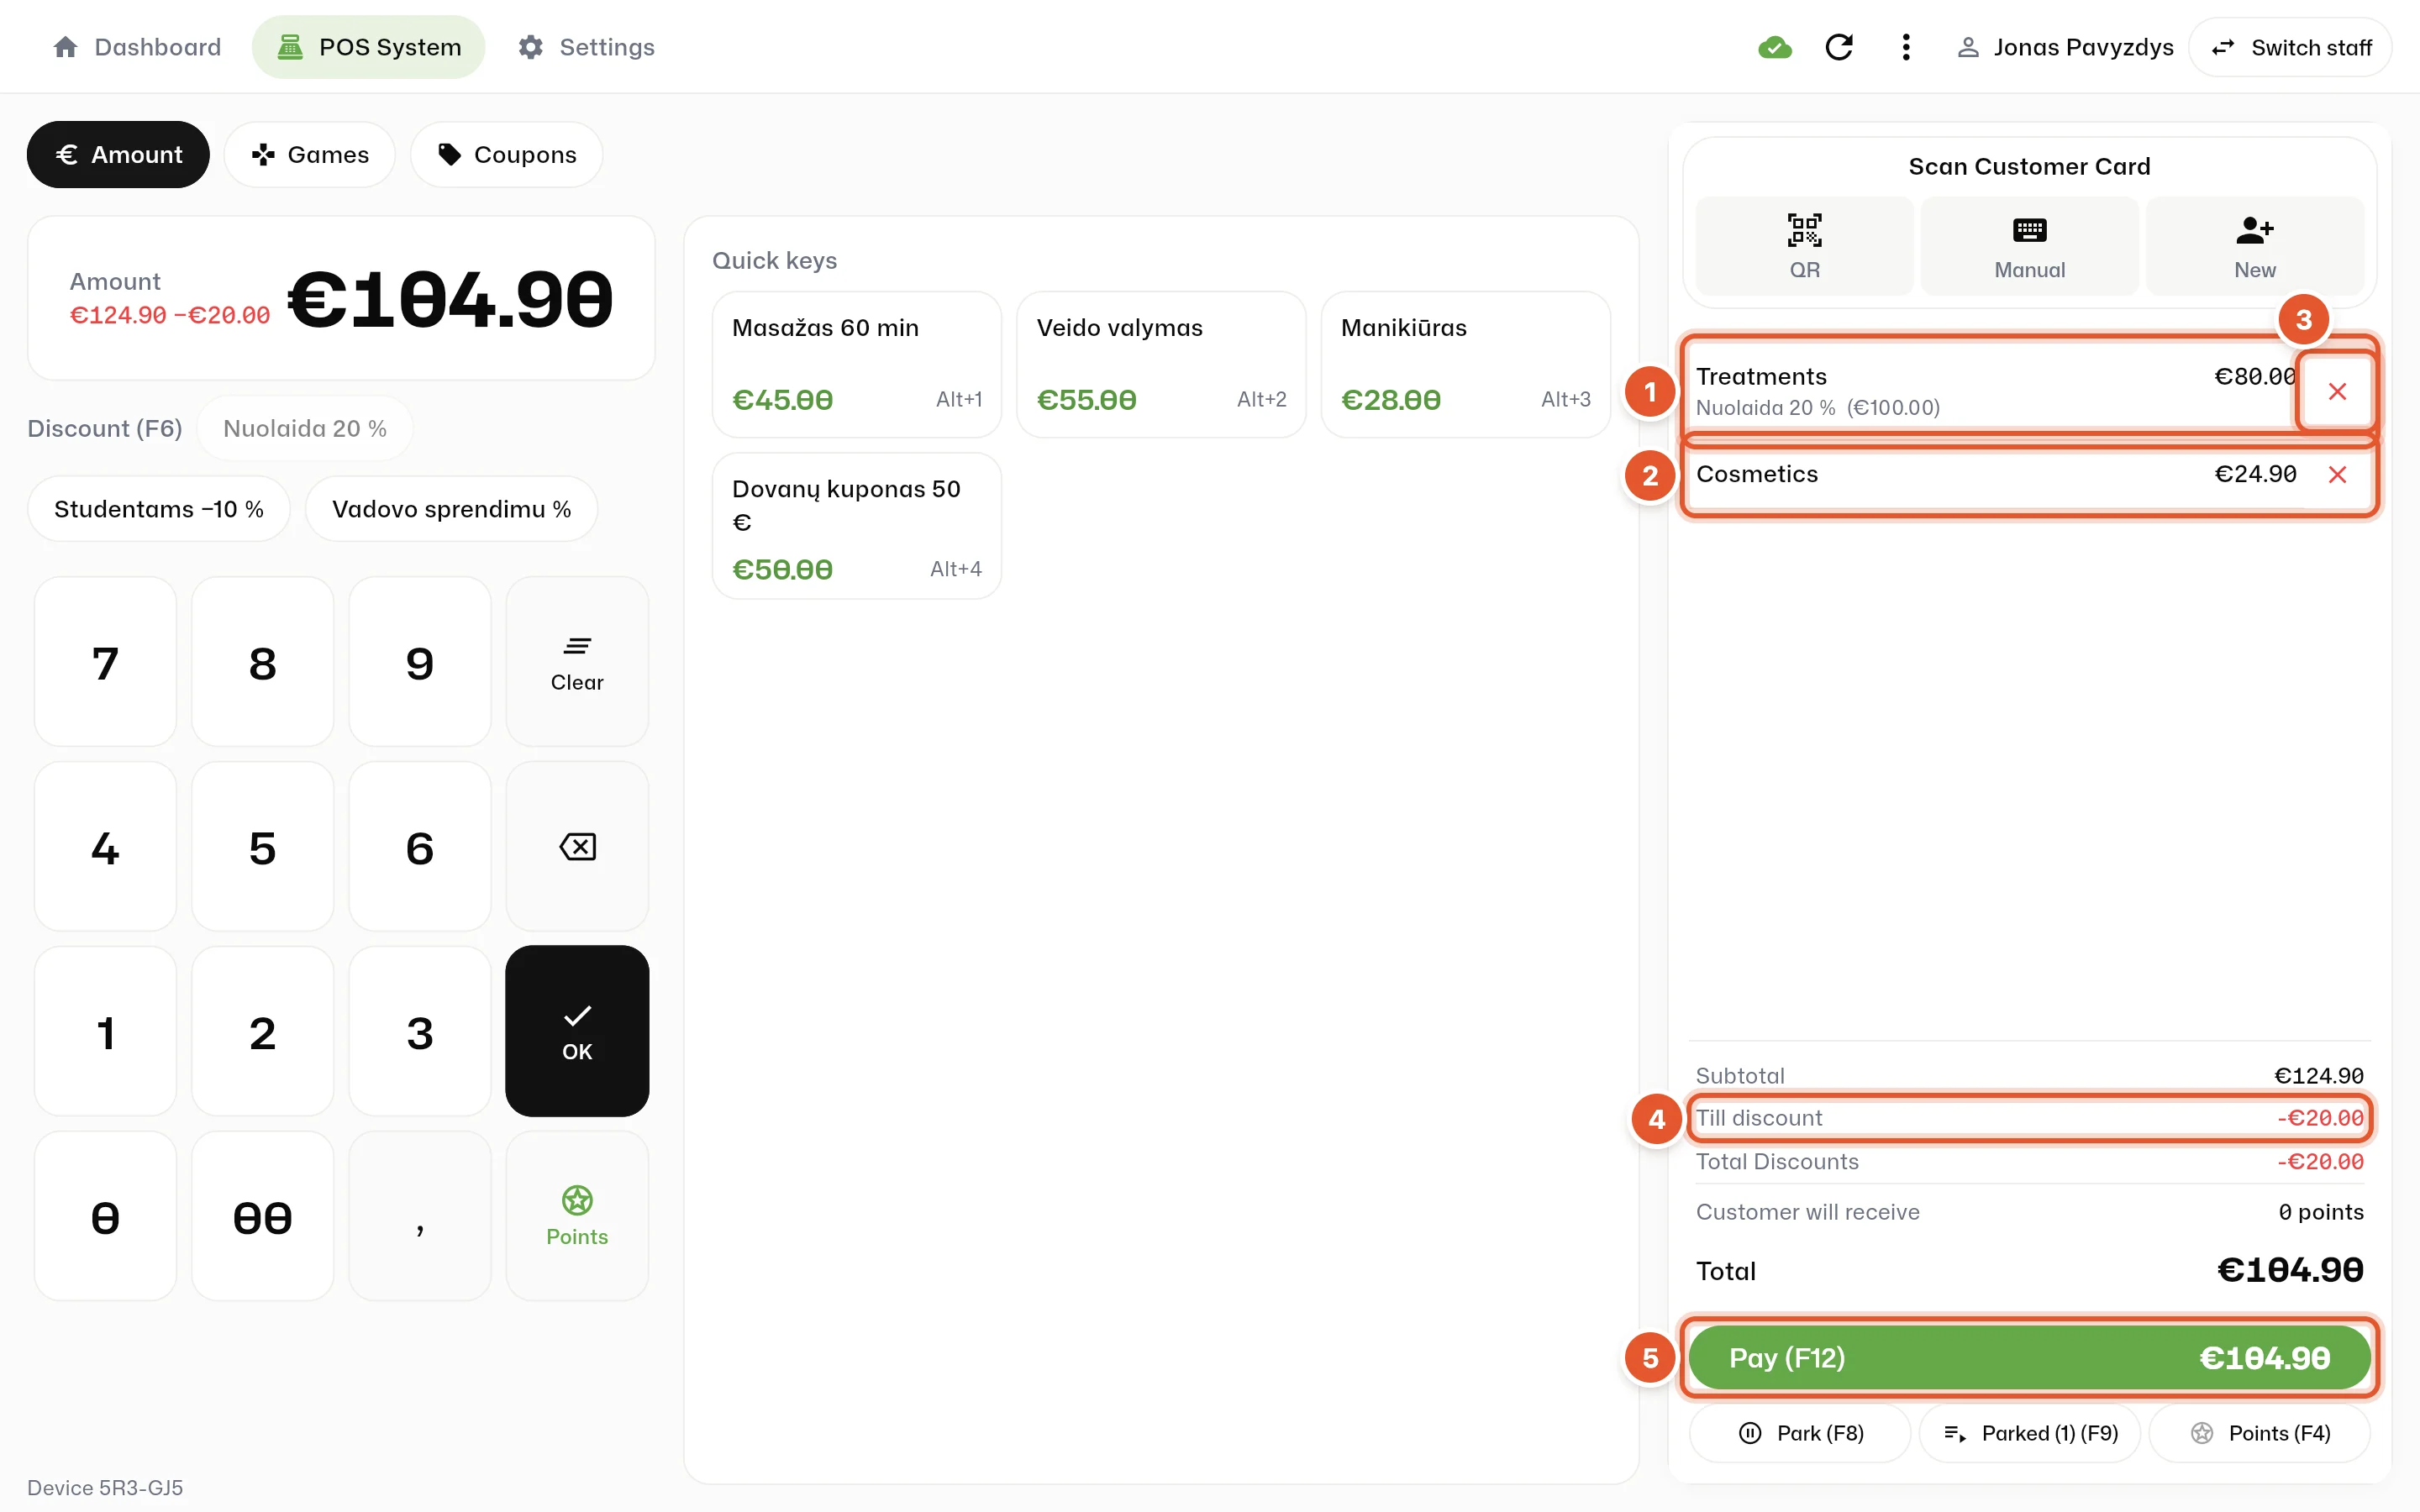 Dashboard
POS System
Settings
Jonas Pavyzdys
Switch staff
Amount
Games
Coupons
Amount
€124.90 −€20.00
€104.90
Discount (F6)
Nuolaida 20 %
Studentams −10 %
Vadovo sprendimu %
7
8
9
Clear
4
5
6
1
2
3
OK
0
00
,
Points
Device 5R3-GJ5
Quick keys
Masažas 60 min
€45.00
Alt+1
Veido valymas
€55.00
Alt+2
Manikiūras
€28.00
Alt+3
Dovanų kuponas 50
€
€50.00
Alt+4
Scan Customer Card
QR
Manual
New
3
1
Treatments
€80.00
Nuolaida 20 % (€100.00)
2
Cosmetics
€24.90
Subtotal
€124.90
4
Till discount
-€20.00
Total Discounts
-€20.00
Customer will receive
0 points
Total
€104.90
5
Pay (F12)
€104.90
Park (F8)
Parked (1) (F9)
Points (F4)